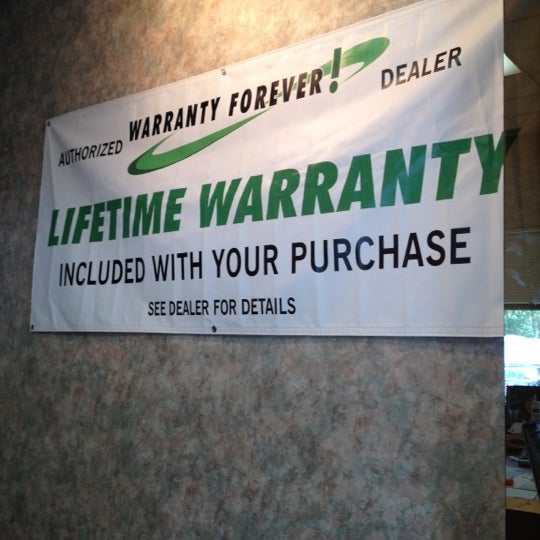 AUTHORIZED WARRANTY FOREVER! DEALER
LIFETIME WARRANTY
INCLUDED WITH YOUR PURCHASE
SEE DEALER FOR DETAILS